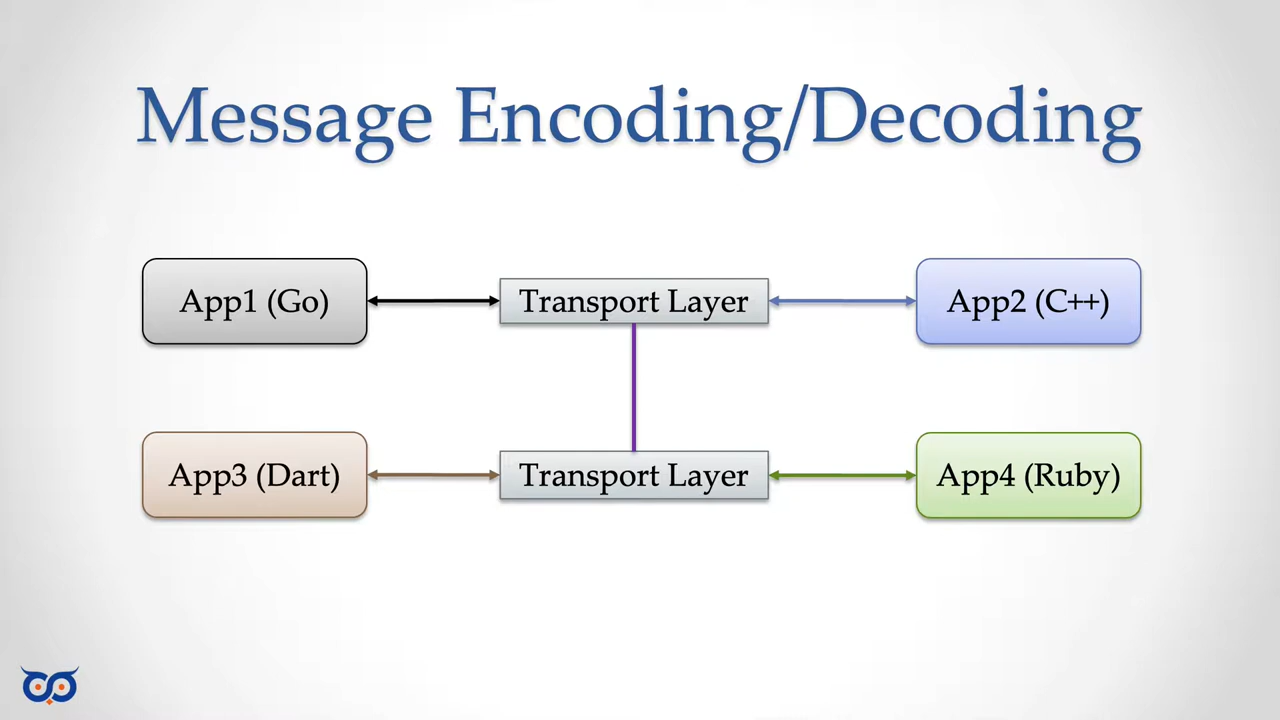 Message Encoding/Decoding
App1 (Go)
Transport Layer
App2 (C++)
App3 (Dart)
Transport Layer
App4 (Ruby)